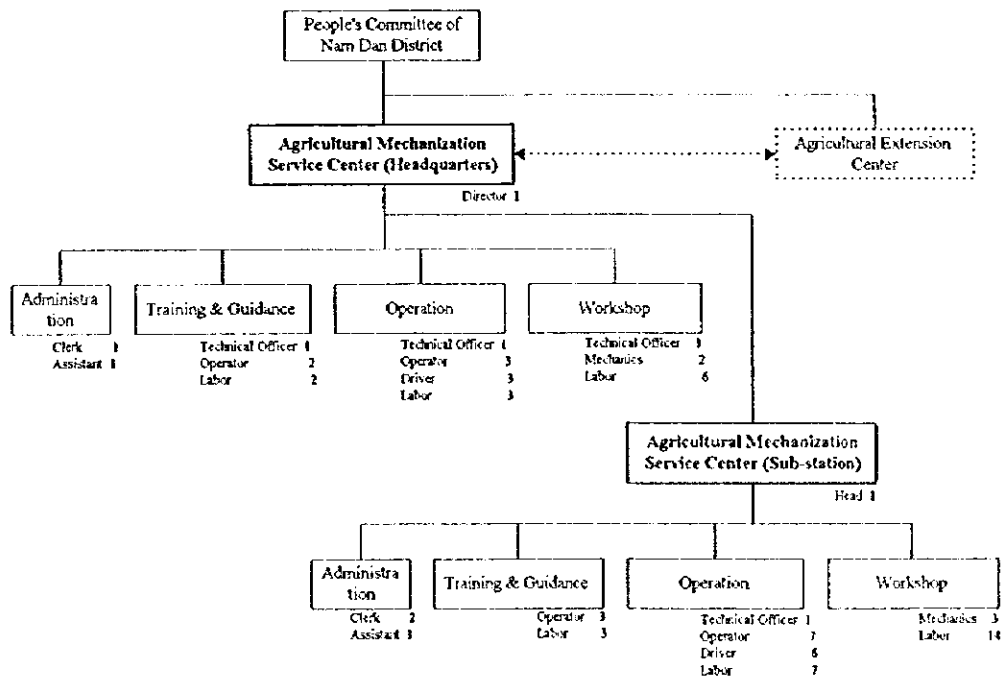 People's Committee of
Nam Dan District
Agricultural Mechanization
Service Center (Headquarters)
Agricultural Extension
Center
Director 1
Administra
tion
Training & Guidance
Operation
Workshop
Clerk 1
Assistant 1
Technical Officer 1
Operator 2
Labor 2
Technical Officer 1
Operator 3
Driver 3
Labor 3
Technical Officer 1
Mechanics 2
Labor 6
Agricultural Mechanization
Service Center (Sub-station)
Head 1
Administra
tion
Training & Guidance
Operation
Workshop
Clerk 2
Assistant
Operator 3
Labor 3
Technical Officer 1
Operator 7
Driver 6
Labor 7
Mechanics 3
Labor 14